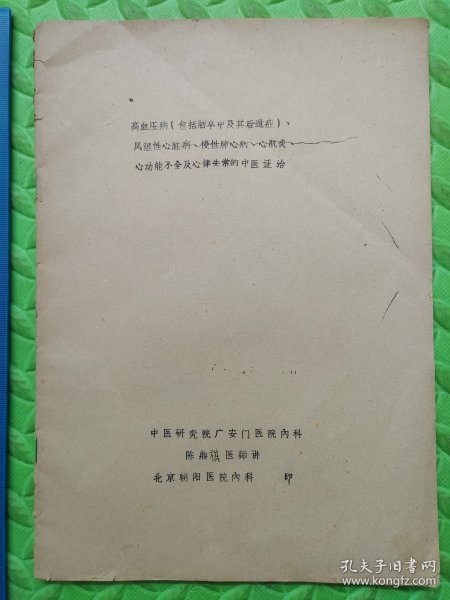 高血压病(包括脑卒中及其后遗症)、
风湿性心脏病、慢性肺心病、心肌炎、
心功能不全及心律失常的中医证治
中医研究院广安门医院内科
陈鼎祺医师讲
北京朝阳医院内科 印
孔夫子旧书网
www.kongfz.com